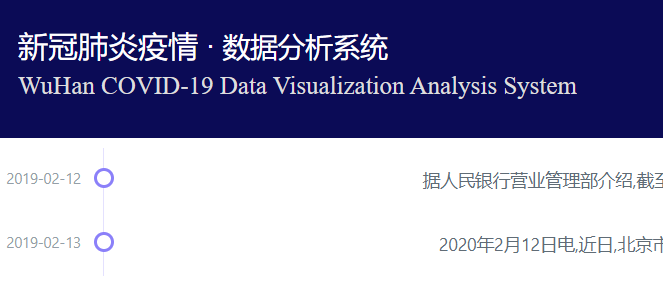 新冠肺炎疫情 · 数据分析系统
WuHan COVID-19 Data Visualization Analysis System
2019-02-12 据人民银行营业管理部介绍,截至
2019-02-13 2020年2月12日电,近日,北京市